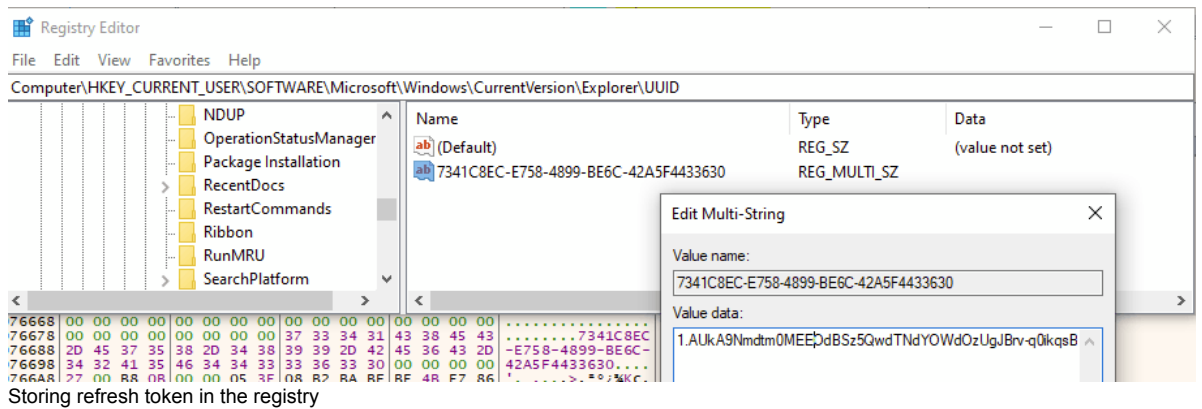 Registry Editor
File Edit View Favorites Help
Computer\HKEY_CURRENT_USER\SOFTWARE\Microsoft\Windows\CurrentVersion\Explorer\UUID
NDUP
OperationStatusManager
Package Installation
RecentDocs
RestartCommands
Ribbon
RunMRU
SearchPlatform
Name Type Data
ab (Default) REG_SZ (value not set)
ab 7341C8EC-E758-4899-BE6C-42A5F4433630 REG_MULTI_SZ
Edit Multi-String
Value name:
7341C8EC-E758-4899-BE6C-42A5F4433630
Value data:
76668 00 00 00 00 00 00 00 00 00 00 00 00 00 00 00 00 ................
76678 00 00 00 00 00 00 00 00 37 33 34 31 43 38 45 43 ........7341C8EC
76688 2D 45 37 35 38 2D 34 38 39 39 2D 42 45 36 43 2D -E758-4899-BE6C-
76698 34 32 41 35 46 34 34 33 33 36 33 30 00 00 00 00 42A5F4433630....
Storing refresh token in the registry